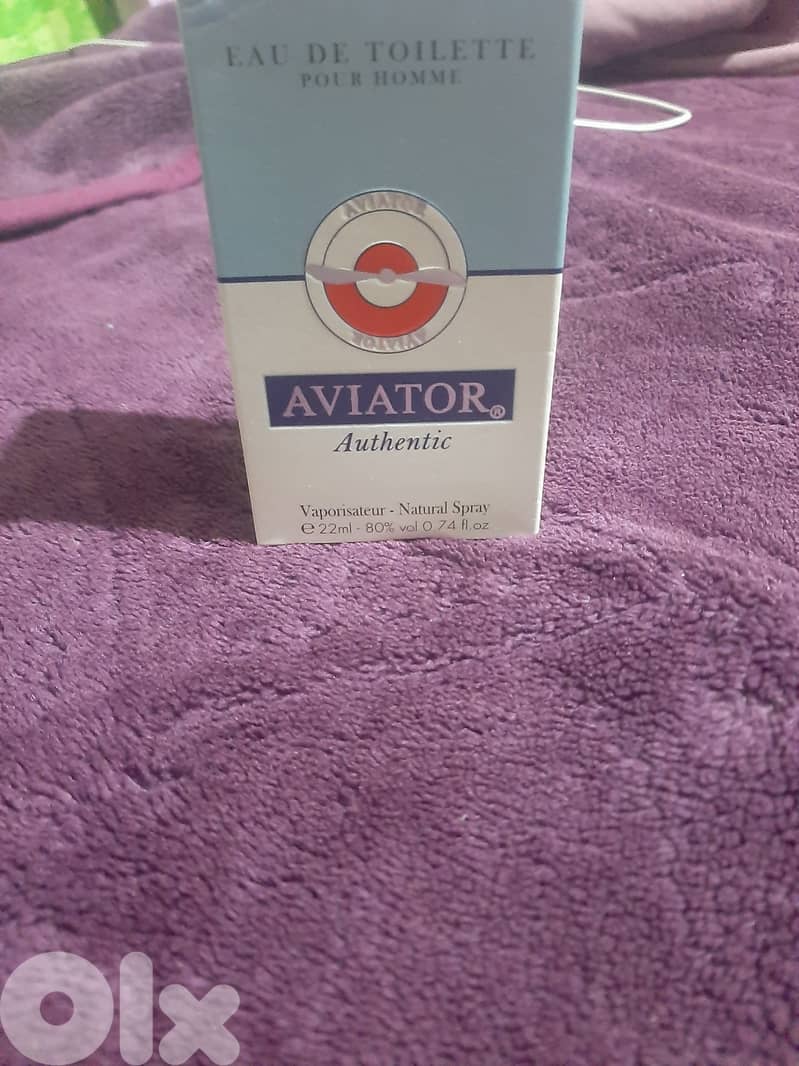 EAU DE TOILETTE
POUR HOMME
AVIATOR
AVIATOR
AVIATOR®
Authentic
Vaporisateur - Natural Spray
℮ 22ml - 80% vol 0.74 fl.oz
Olx